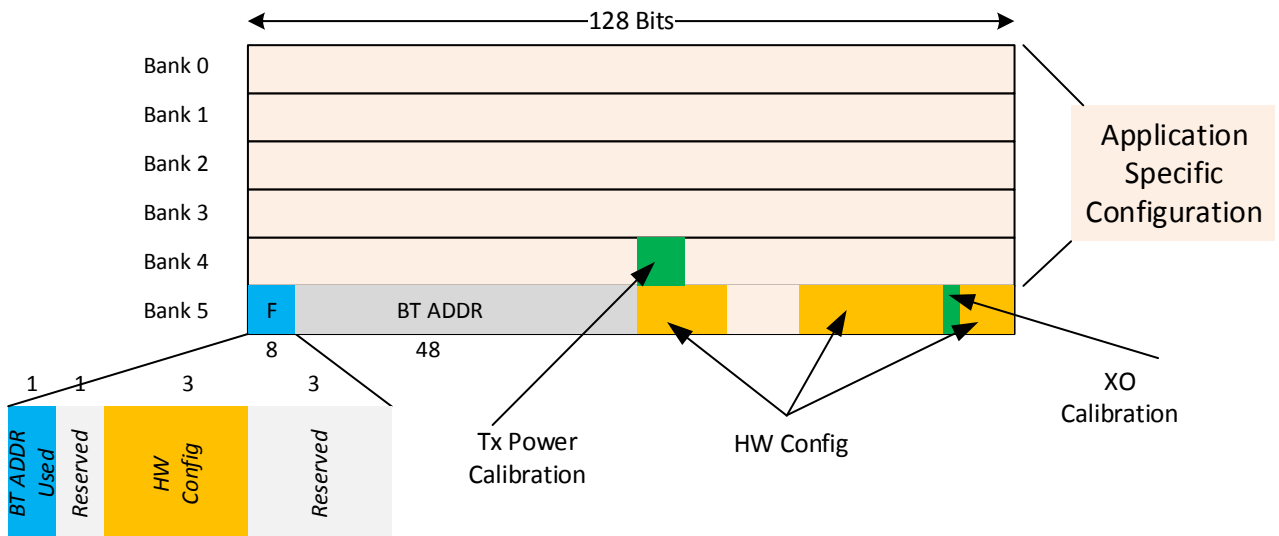 128 Bits
Bank 0
Bank 1
Bank 2
Bank 3
Bank 4
Bank 5
Application
Specific
Configuration
F
BT ADDR
8
48
1
1
3
3
BT ADDR
Used
Reserved
HW
Config
Reserved
Tx Power
Calibration
HW Config
XO
Calibration